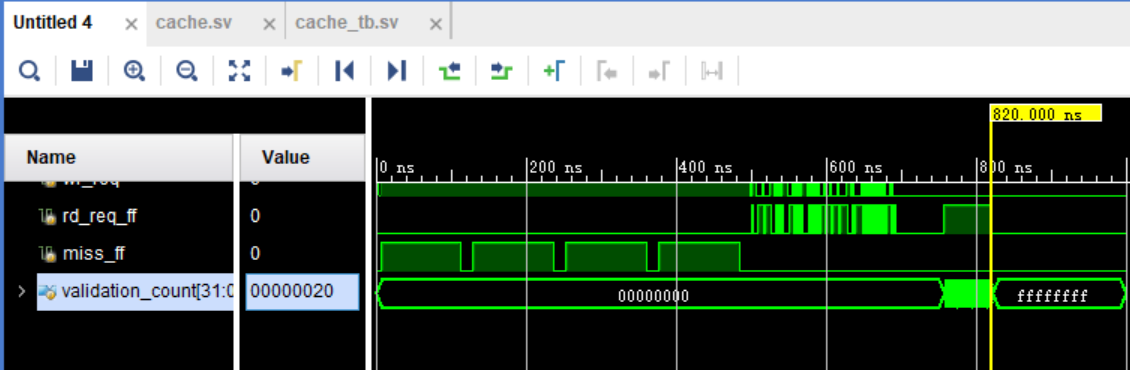 Untitled 4 × cache.sv × cache_tb.sv ×
820.000 ns
Name Value
0 ns 200 ns 400 ns 600 ns 800 ns
rd_req_ff 0
miss_ff 0
validation_count[31:0 00000020 00000000 ffffffff